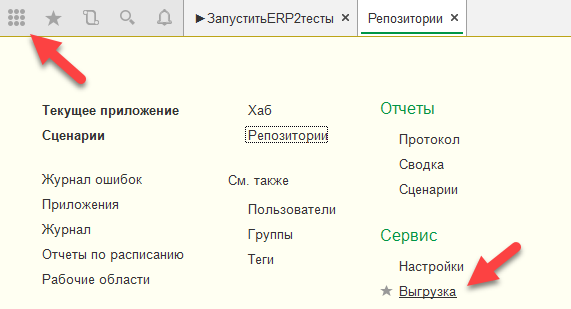 ►ЗапуститьERP2тесты ×
Репозитории ×
Текущее приложение
Сценарии
Журнал ошибок
Приложения
Журнал
Отчеты по расписанию
Рабочие области
Хаб
Репозитории
См. также
Пользователи
Группы
Теги
Отчеты
Протокол
Сводка
Сценарии
Сервис
Настройки
Выгрузка